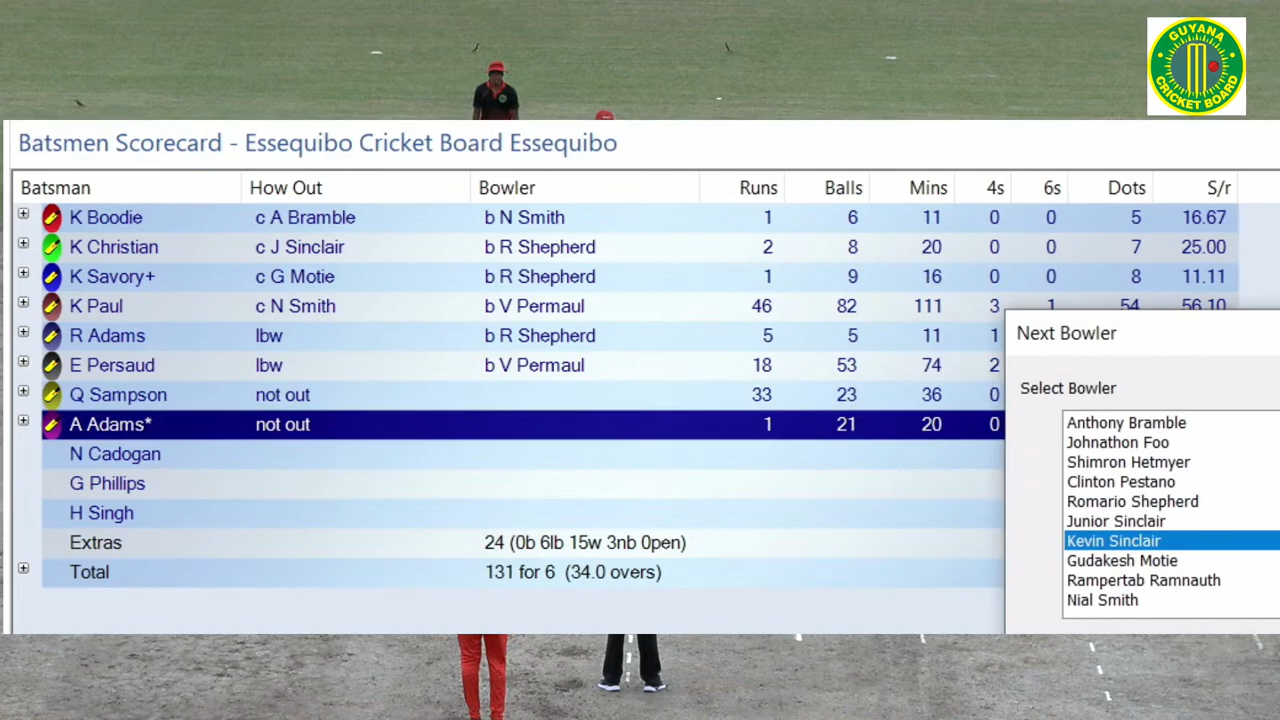 GUYANA
CRICKET BOARD
Batsmen Scorecard - Essequibo Cricket Board Essequibo
Batsman How Out Bowler Runs Balls Mins 4s 6s Dots S/r
K Boodie c A Bramble b N Smith 1 6 11 0 0 5 16.67
K Christian c J Sinclair b R Shepherd 2 8 20 0 0 7 25.00
K Savory+ c G Motie b R Shepherd 1 9 16 0 0 8 11.11
K Paul c N Smith b V Permaul 46 82 111 3 1 54 56.10
R Adams lbw b R Shepherd 5 5 11 1
E Persaud lbw b V Permaul 18 53 74 2
Q Sampson not out 33 23 36 0
A Adams* not out 1 21 20 0
N Cadogan
G Phillips
H Singh
Extras 24 (0b 6lb 15w 3nb 0pen)
Total 131 for 6 (34.0 overs)
Next Bowler
Select Bowler
Anthony Bramble
Johnathon Foo
Shimron Hetmyer
Clinton Pestano
Romario Shepherd
Junior Sinclair
Kevin Sinclair
Gudakesh Motie
Rampertab Ramnauth
Nial Smith